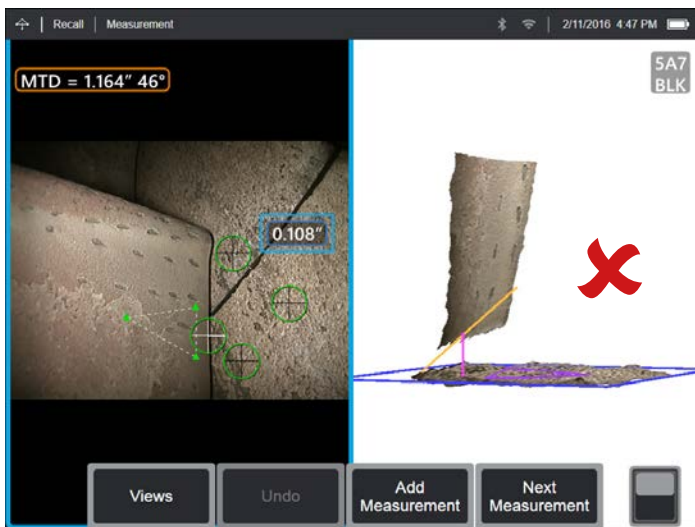 Recall | Measurement
2/11/2016 4:47 PM
MTD = 1.164" 46°
5A7
BLK
0.108"
Views
Undo
Add
Measurement
Next
Measurement